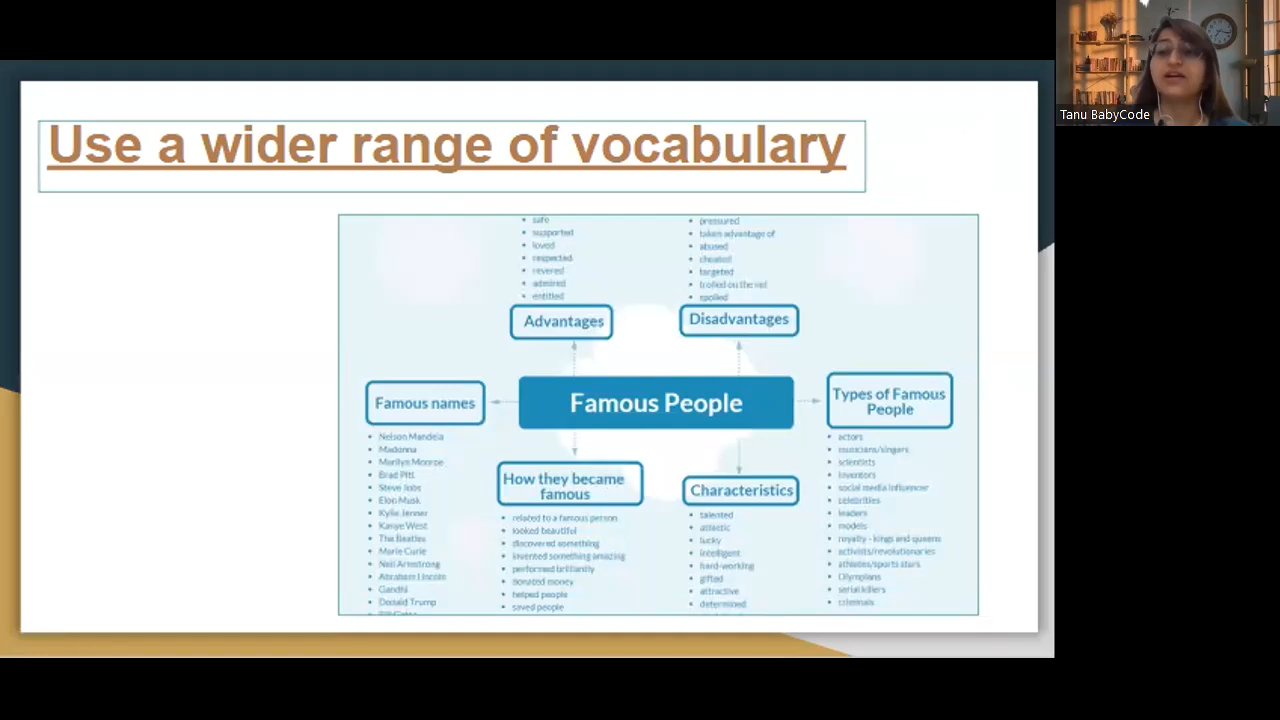 Tanu BabyCode
Use a wider range of vocabulary
safe
supported
loved
respected
revered
admired
entitled
Advantages
pressured
taken advantage of
abused
cheated
targeted
trolled on the net
spoiled
Disadvantages
Famous People
Famous names
Nelson Mandela
Madonna
Marilyn Monroe
Brad Pitt
Steve Jobs
Elon Musk
Kylie Jenner
Kanye West
The Beatles
Marie Curie
Neil Armstrong
Abraham Lincoln
Gandhi
Donald Trump
How they became
famous
related to a famous person
looked beautiful
discovered something
invented something amazing
performed brilliantly
donated money
helped people
saved people
Characteristics
talented
athletic
lucky
intelligent
hard-working
gifted
attractive
determined
Types of Famous
People
actors
musicians/singers
scientists
inventors
social media influencer
celebrities
leaders
models
royalty - kings and queens
activists/revolutionaries
athletes/sports stars
Olympians
serial killers
criminals